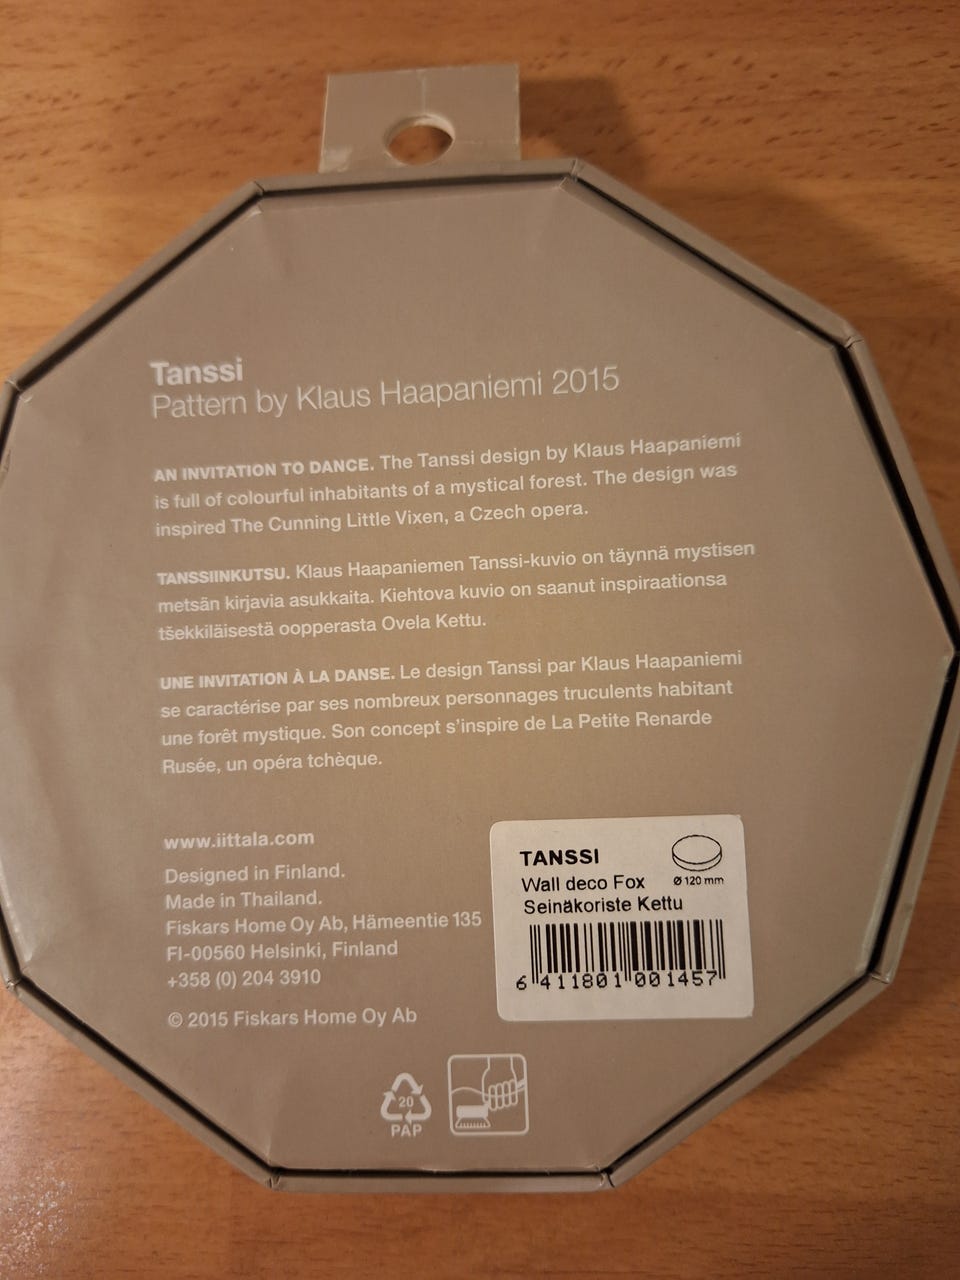 Tanssi
Pattern by Klaus Haapaniemi 2015
AN INVITATION TO DANCE. The Tanssi design by Klaus Haapaniemi
is full of colourful inhabitants of a mystical forest. The design was
inspired The Cunning Little Vixen, a Czech opera.
TANSSIINKUTSU. Klaus Haapaniemen Tanssi-kuvio on täynnä mystisen
metsän kirjavia asukkaita. Kiehtova kuvio on saanut inspiraationsa
tšekkiläisestä oopperasta Ovela Kettu.
UNE INVITATION À LA DANSE. Le design Tanssi par Klaus Haapaniemi
se caractérise par ses nombreux personnages truculents habitant
une forêt mystique. Son concept s'inspire de La Petite Renarde
Rusée, un opéra tchèque.
www.iittala.com
Designed in Finland.
Made in Thailand.
Fiskars Home Oy Ab, Hämeentie 135
FI-00560 Helsinki, Finland
+358 (0) 204 3910
© 2015 Fiskars Home Oy Ab
TANSSI
Wall deco Fox
Ø 120 mm
Seinäkoriste Kettu
6 411801 001457
20
PAP